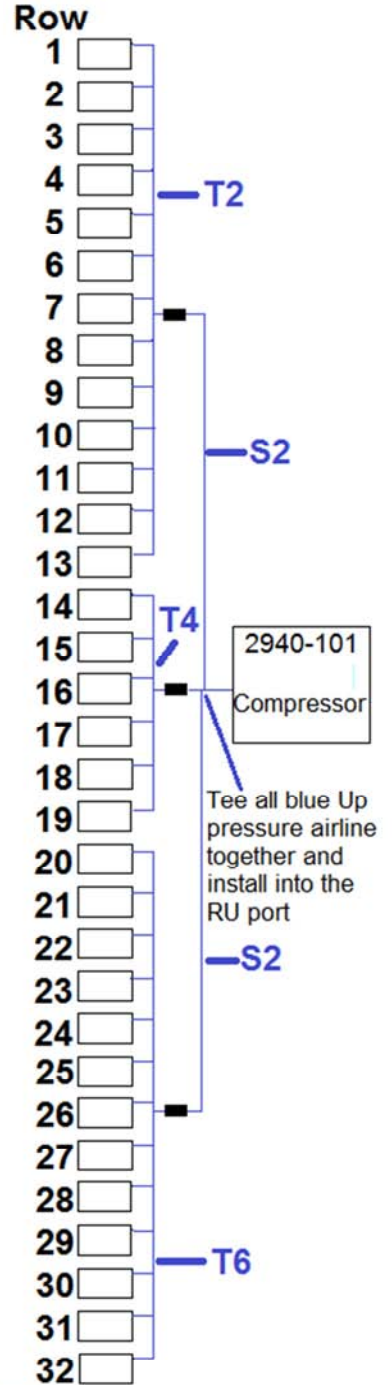 Row
1
2
3
4
5
6
7
8
9
10
11
12
13
14
15
16
17
18
19
20
21
22
23
24
25
26
27
28
29
30
31
32
T2
S2
T4
2940-101
Compressor
Tee all blue Up
pressure airline
together and
install into the
RU port
S2
T6